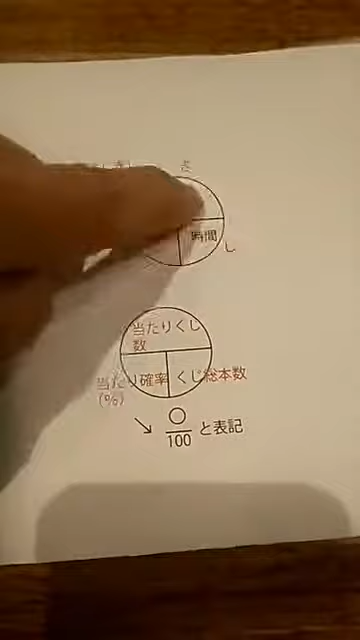 き
時間
し
当たりくじ
数
当たり確率
くじ総本数
(%)
↘ ○/100 と表記